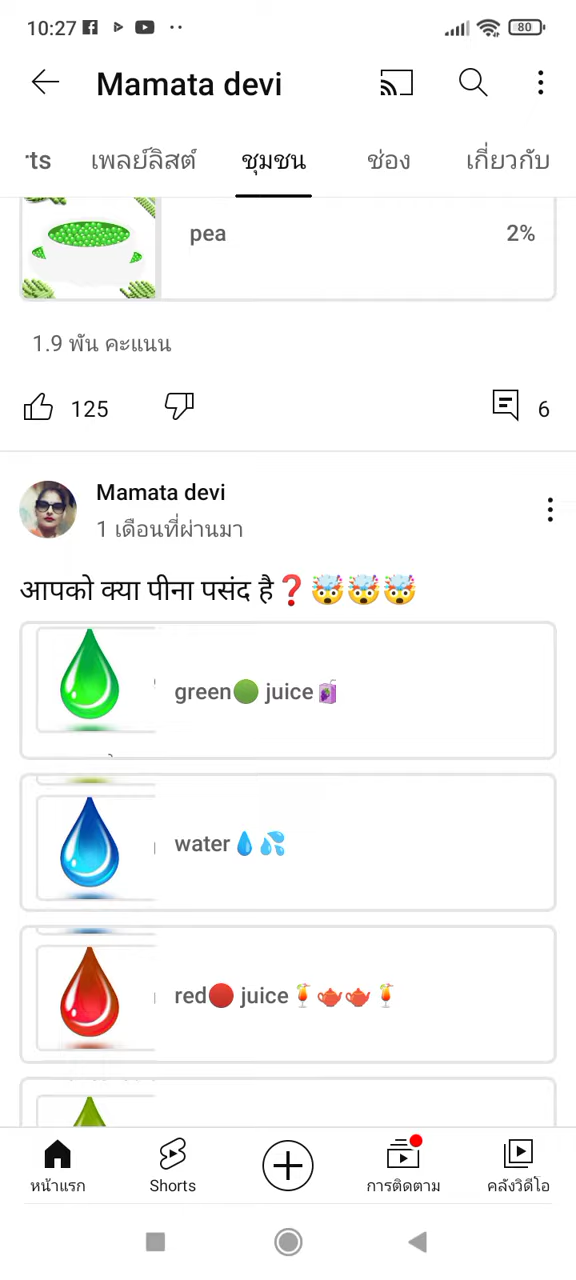 10:27
80
Mamata devi
rts เพลย์ลิสต์ ชุมชน ช่อง เกี่ยวกับ
pea 2%
1.9 พัน คะแนน
125 6
Mamata devi
1 เดือนที่ผ่านมา
आपको क्या पीना पसंद है❓🤯🤯🤯
green🟢 juice🧃
water💧💦
red🔴 juice🍹🫖🫖🍹
หน้าแรก Shorts การติดตาม คลังวิดีโอ